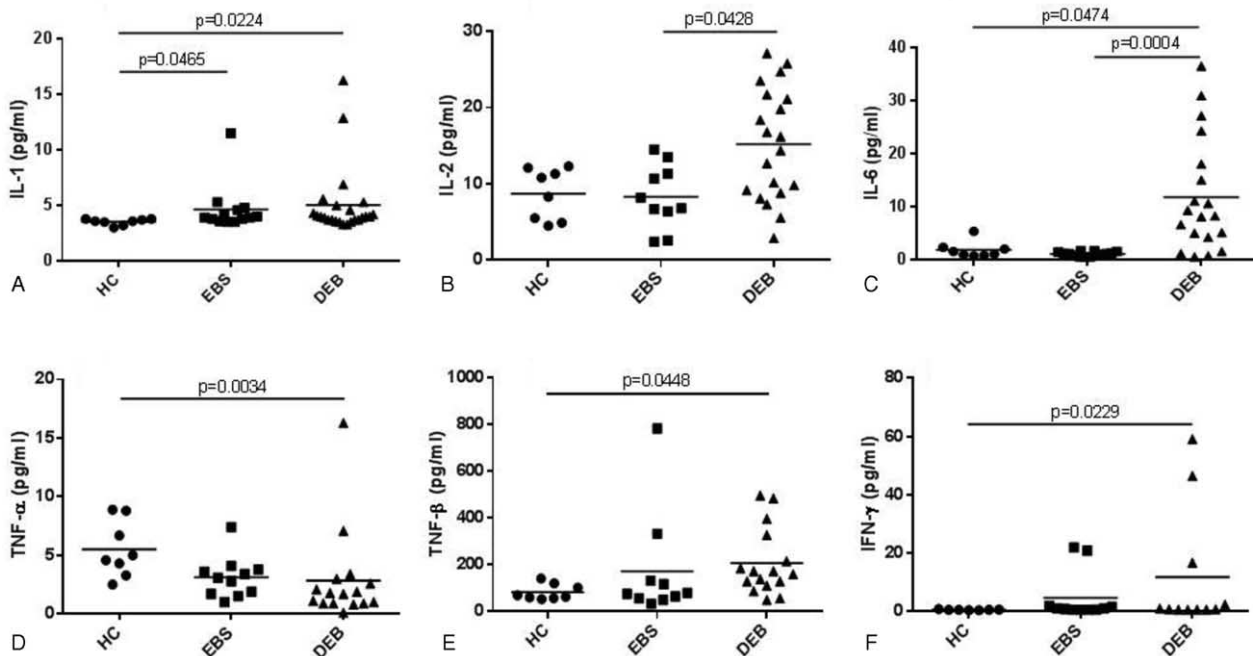 p=0.0224
p=0.0465
20
15
10
5
0
IL-1 (pg/ml)
HC
EBS
DEB
A
p=0.0428
30
20
10
0
IL-2 (pg/ml)
HC
EBS
DEB
B
p=0.0474
p=0.0004
40
30
20
10
0
IL-6 (pg/ml)
HC
EBS
DEB
C
p=0.0034
20
15
10
5
0
TNF-α (pg/ml)
HC
EBS
DEB
D
p=0.0448
1000
800
600
400
200
0
TNF-β (pg/ml)
HC
EBS
DEB
E
p=0.0229
80
60
40
20
0
IFN-γ (pg/ml)
HC
EBS
DEB
F